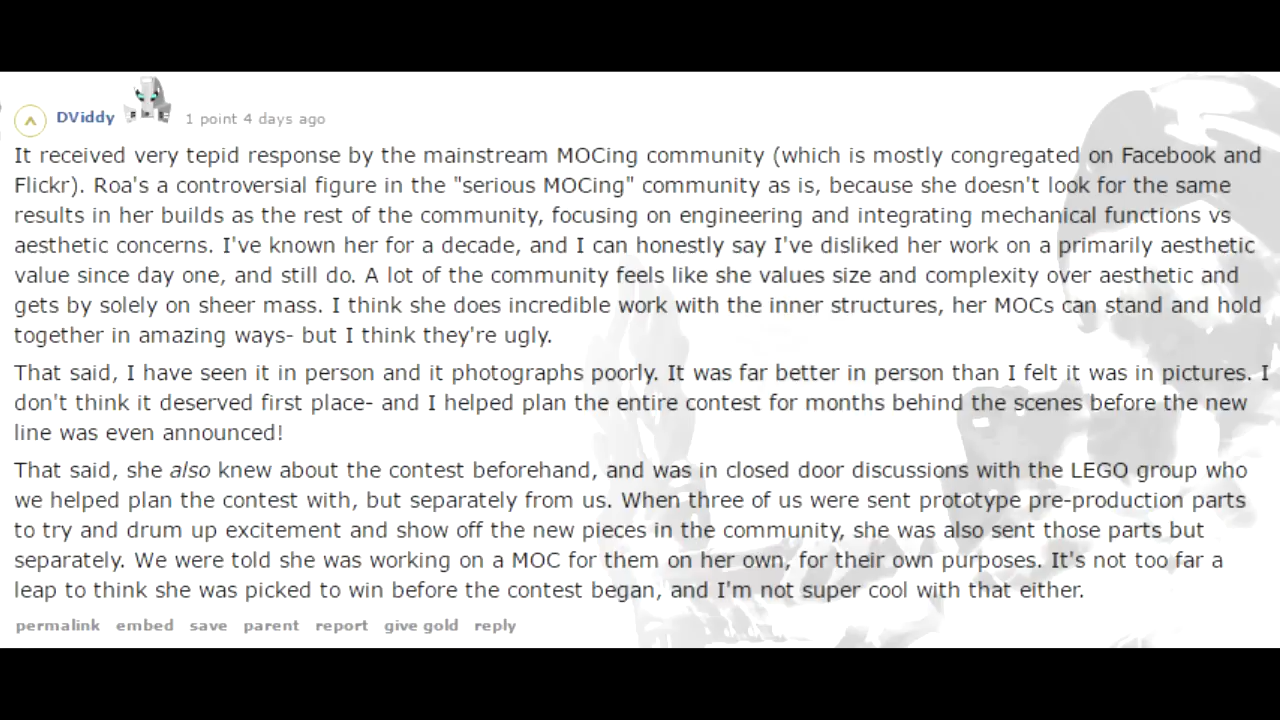 DViddy 1 point 4 days ago
It received very tepid response by the mainstream MOCing community (which is mostly congregated on Facebook and
Flickr). Roa's a controversial figure in the "serious MOCing" community as is, because she doesn't look for the same
results in her builds as the rest of the community, focusing on engineering and integrating mechanical functions vs
aesthetic concerns. I've known her for a decade, and I can honestly say I've disliked her work on a primarily aesthetic
value since day one, and still do. A lot of the community feels like she values size and complexity over aesthetic and
gets by solely on sheer mass. I think she does incredible work with the inner structures, her MOCs can stand and hold
together in amazing ways- but I think they're ugly.
That said, I have seen it in person and it photographs poorly. It was far better in person than I felt it was in pictures. I
don't think it deserved first place- and I helped plan the entire contest for months behind the scenes before the new
line was even announced!
That said, she also knew about the contest beforehand, and was in closed door discussions with the LEGO group who
we helped plan the contest with, but separately from us. When three of us were sent prototype pre-production parts
to try and drum up excitement and show off the new pieces in the community, she was also sent those parts but
separately. We were told she was working on a MOC for them on her own, for their own purposes. It's not too far a
leap to think she was picked to win before the contest began, and I'm not super cool with that either.
permalink embed save parent report give gold reply